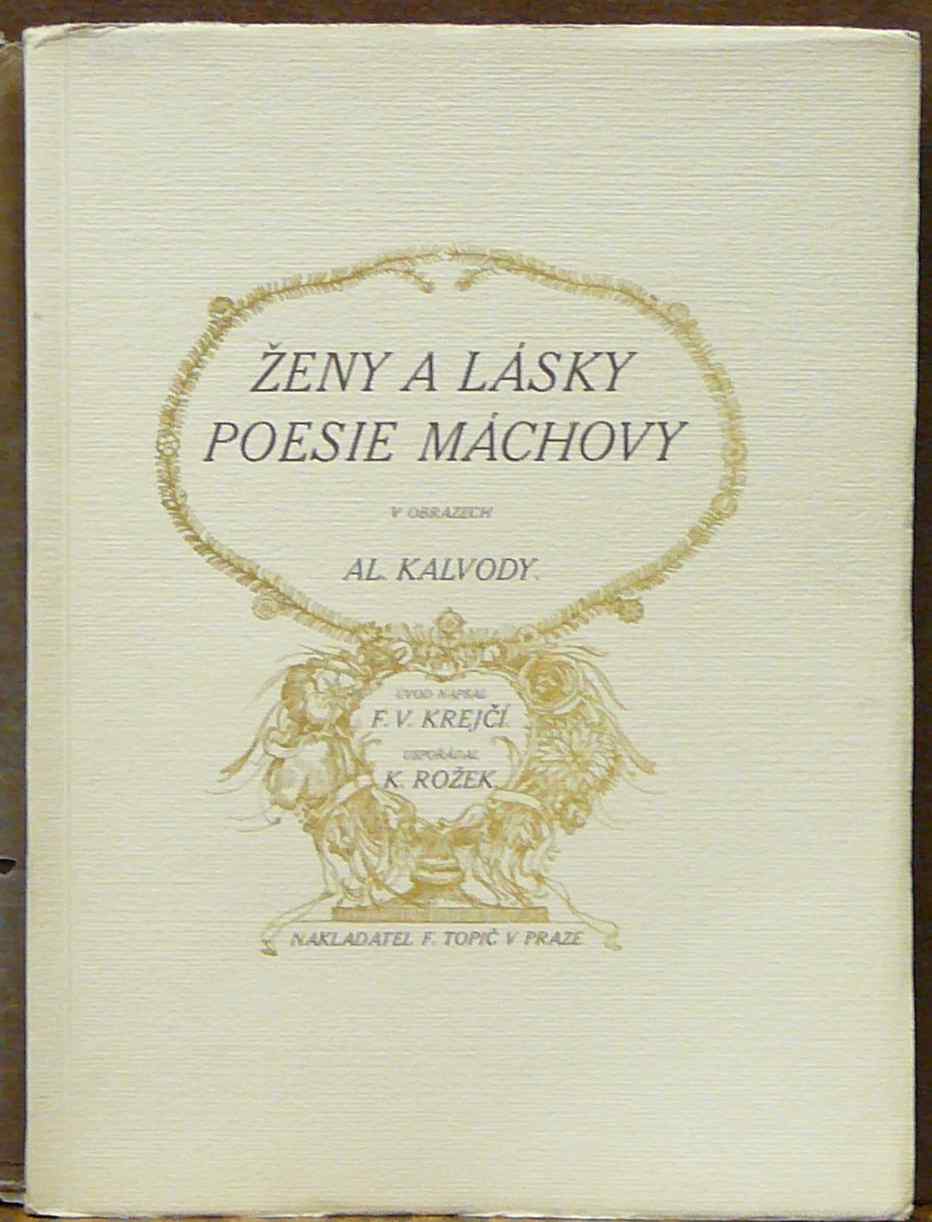 ŽENY A LÁSKY
POESIE MÁCHOVY
V OBRAZECH
AL. KALVODY.
ÚVOD NAPSAL
F. V. KREJČÍ.
USPOŘÁDAL
K. ROŽEK.
NAKLADATEL F. TOPIČ V PRAZE